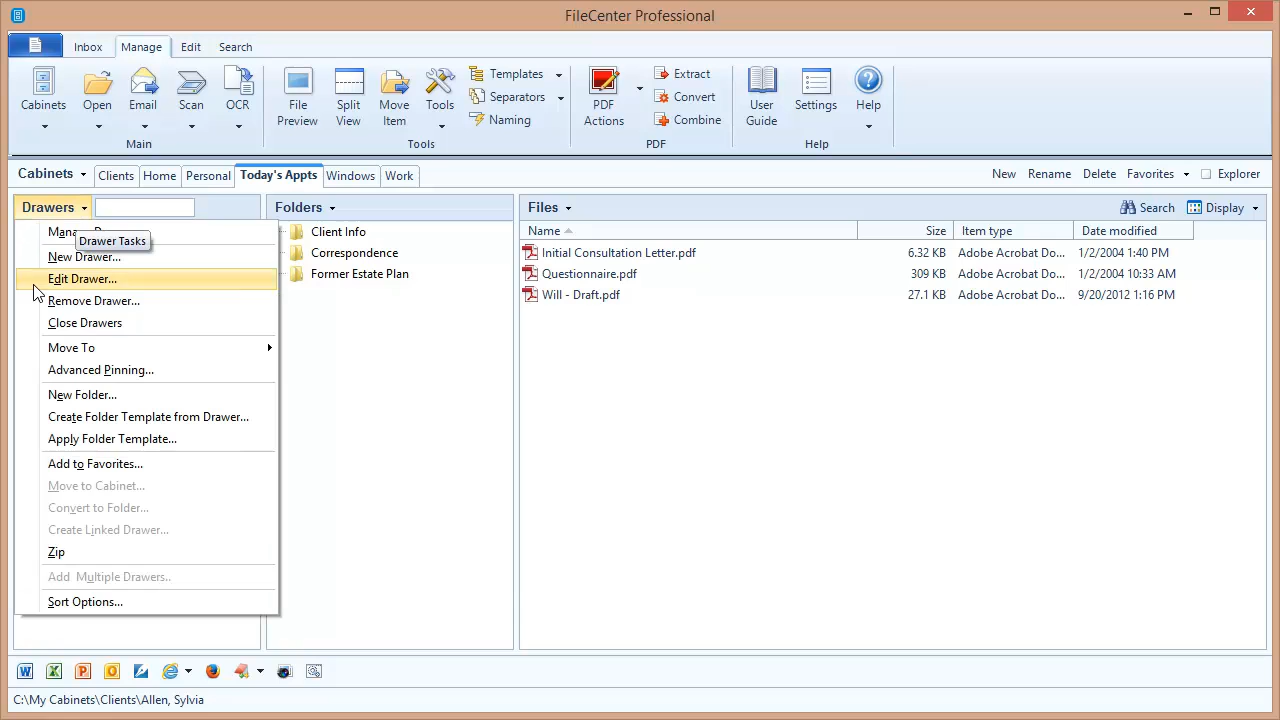 FileCenter Professional
Inbox Manage Edit Search
Cabinets Open Email Scan OCR
Main
File Preview Split View Move Item Tools
Templates
Separators
Naming
Tools
PDF Actions
Extract
Convert
Combine
PDF
User Guide Settings Help
Help
Cabinets Clients Home Personal Today's Appts Windows Work
New Rename Delete Favorites Explorer
Drawers
Drawer Tasks
New Drawer...
Edit Drawer...
Remove Drawer...
Close Drawers
Move To
Advanced Pinning...
New Folder...
Create Folder Template from Drawer...
Apply Folder Template...
Add to Favorites...
Move to Cabinet...
Convert to Folder...
Create Linked Drawer...
Zip
Add Multiple Drawers..
Sort Options...
Folders
Client Info
Correspondence
Former Estate Plan
Files Search Display
Name Size Item type Date modified
Initial Consultation Letter.pdf 6.32 KB Adobe Acrobat Do... 1/2/2004 1:40 PM
Questionnaire.pdf 309 KB Adobe Acrobat Do... 1/2/2004 10:33 AM
Will - Draft.pdf 27.1 KB Adobe Acrobat Do... 9/20/2012 1:16 PM
C:\My Cabinets\Clients\Allen, Sylvia